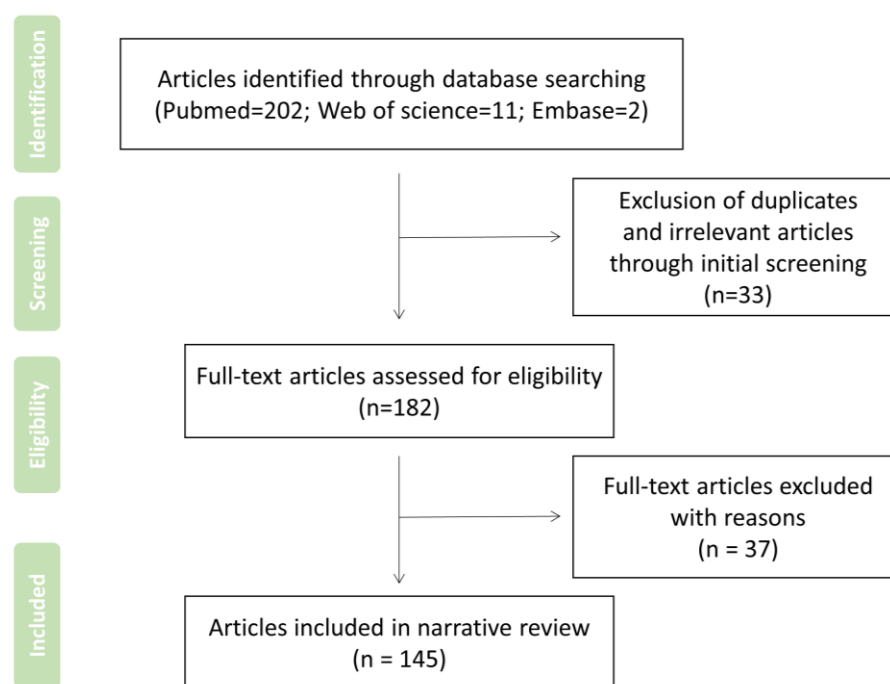 Identification
Articles identified through database searching
(Pubmed=202; Web of science=11; Embase=2)
Screening
Exclusion of duplicates
and irrelevant articles
through initial screening
(n=33)
Eligibility
Full-text articles assessed for eligibility
(n=182)
Full-text articles excluded
with reasons
(n = 37)
Included
Articles included in narrative review
(n = 145)